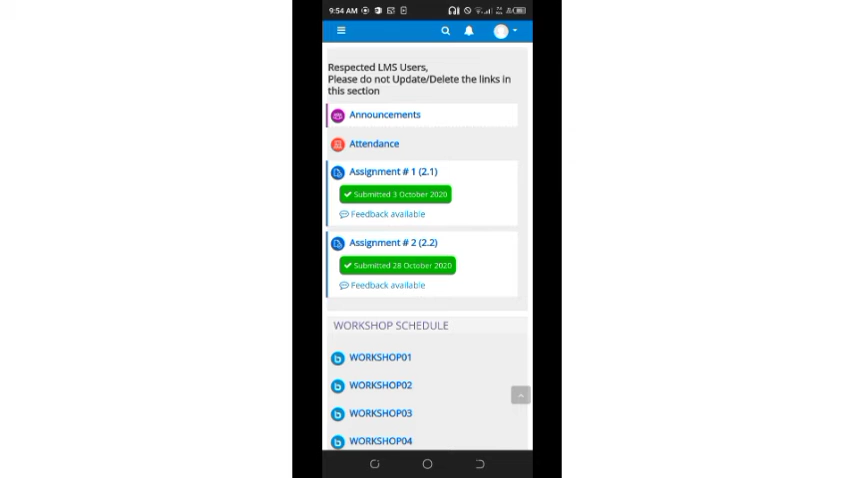 9:54 AM
Respected LMS Users,
Please do not Update/Delete the links in
this section
Announcements
Attendance
Assignment # 1 (2.1)
Submitted 3 October 2020
Feedback available
Assignment # 2 (2.2)
Submitted 28 October 2020
Feedback available
WORKSHOP SCHEDULE
WORKSHOP01
WORKSHOP02
WORKSHOP03
WORKSHOP04